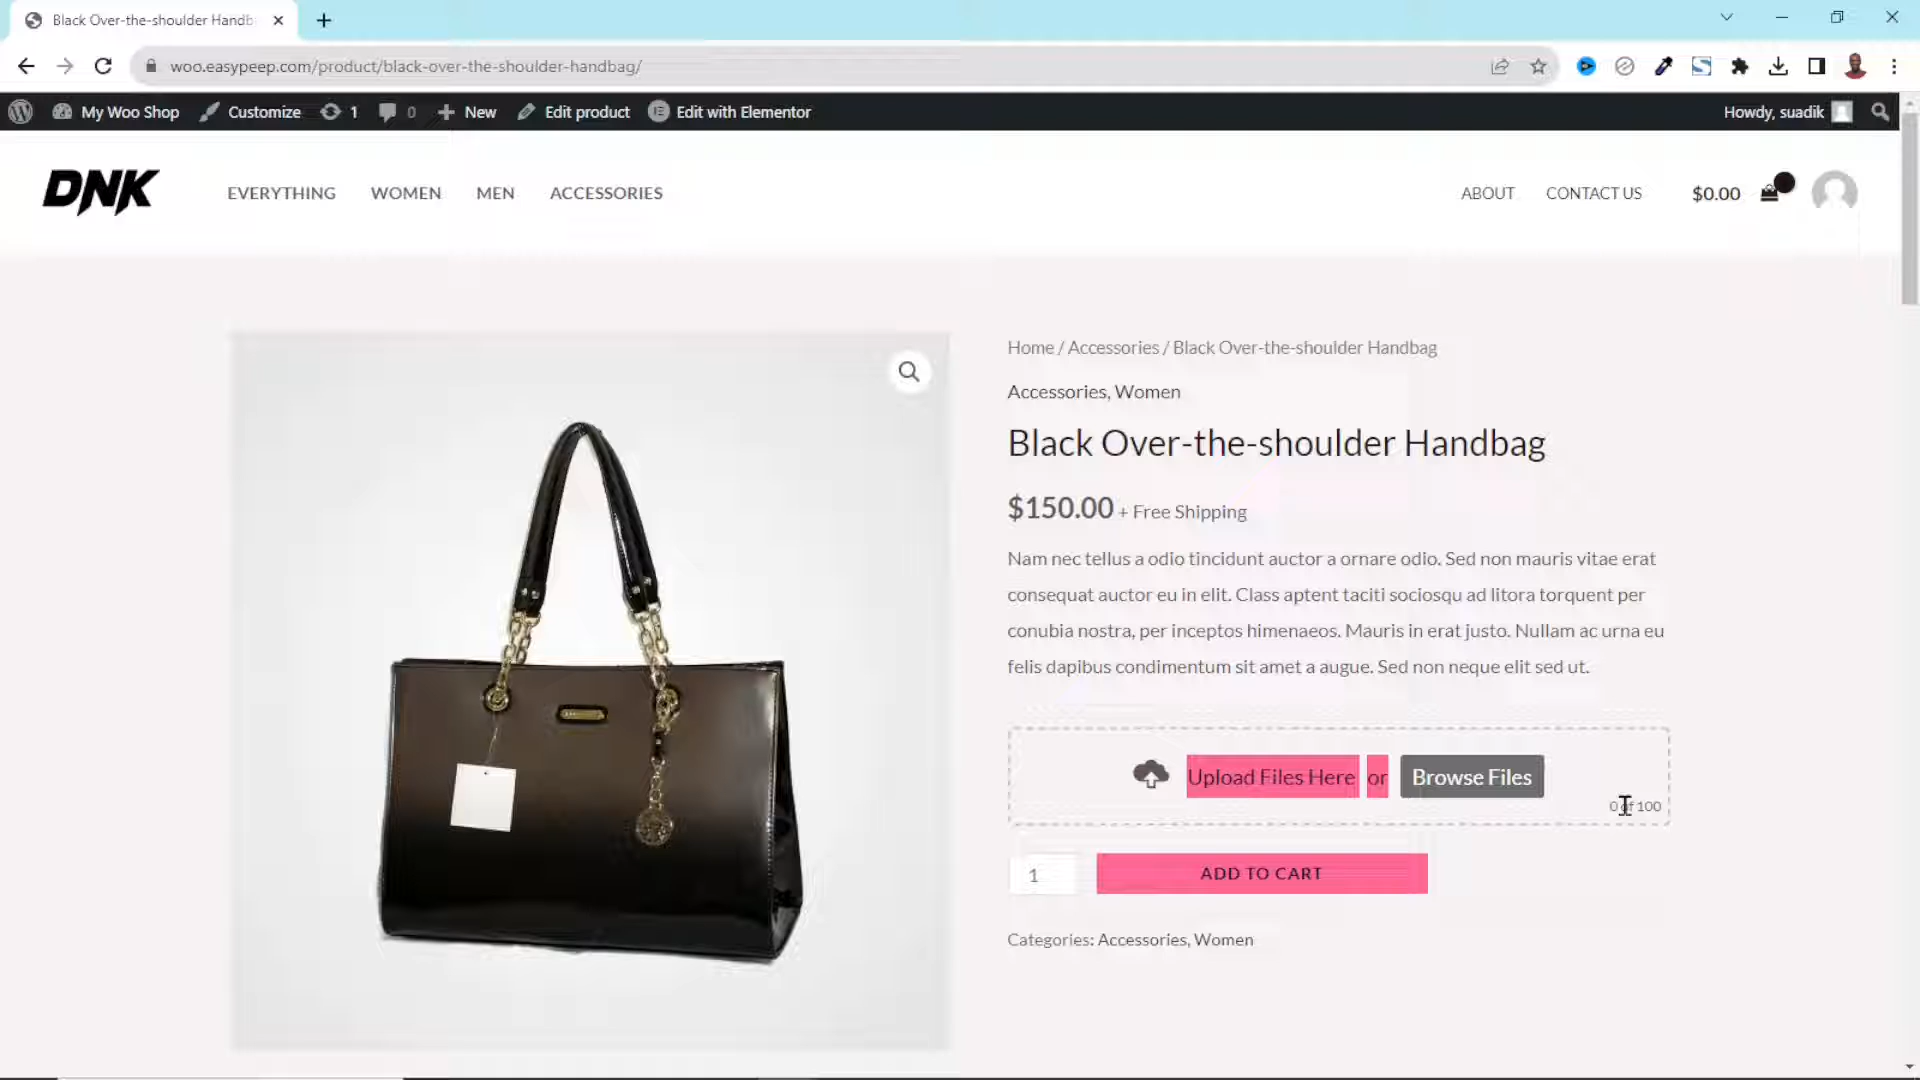 Black Over-the-shoulder Handb
woo.easypeep.com/product/black-over-the-shoulder-handbag/
My Woo Shop Customize 1 0 New Edit product Edit with Elementor Howdy, suadik
DNK EVERYTHING WOMEN MEN ACCESSORIES ABOUT CONTACT US $0.00
Home / Accessories / Black Over-the-shoulder Handbag
Accessories, Women
Black Over-the-shoulder Handbag
$150.00 + Free Shipping
Nam nec tellus a odio tincidunt auctor a ornare odio. Sed non mauris vitae erat
consequat auctor eu in elit. Class aptent taciti sociosqu ad litora torquent per
conubia nostra, per inceptos himenaeos. Mauris in erat justo. Nullam ac urna eu
felis dapibus condimentum sit amet a augue. Sed non neque elit sed ut.
Upload Files Here or Browse Files
0 of 100
1 ADD TO CART
Categories: Accessories, Women